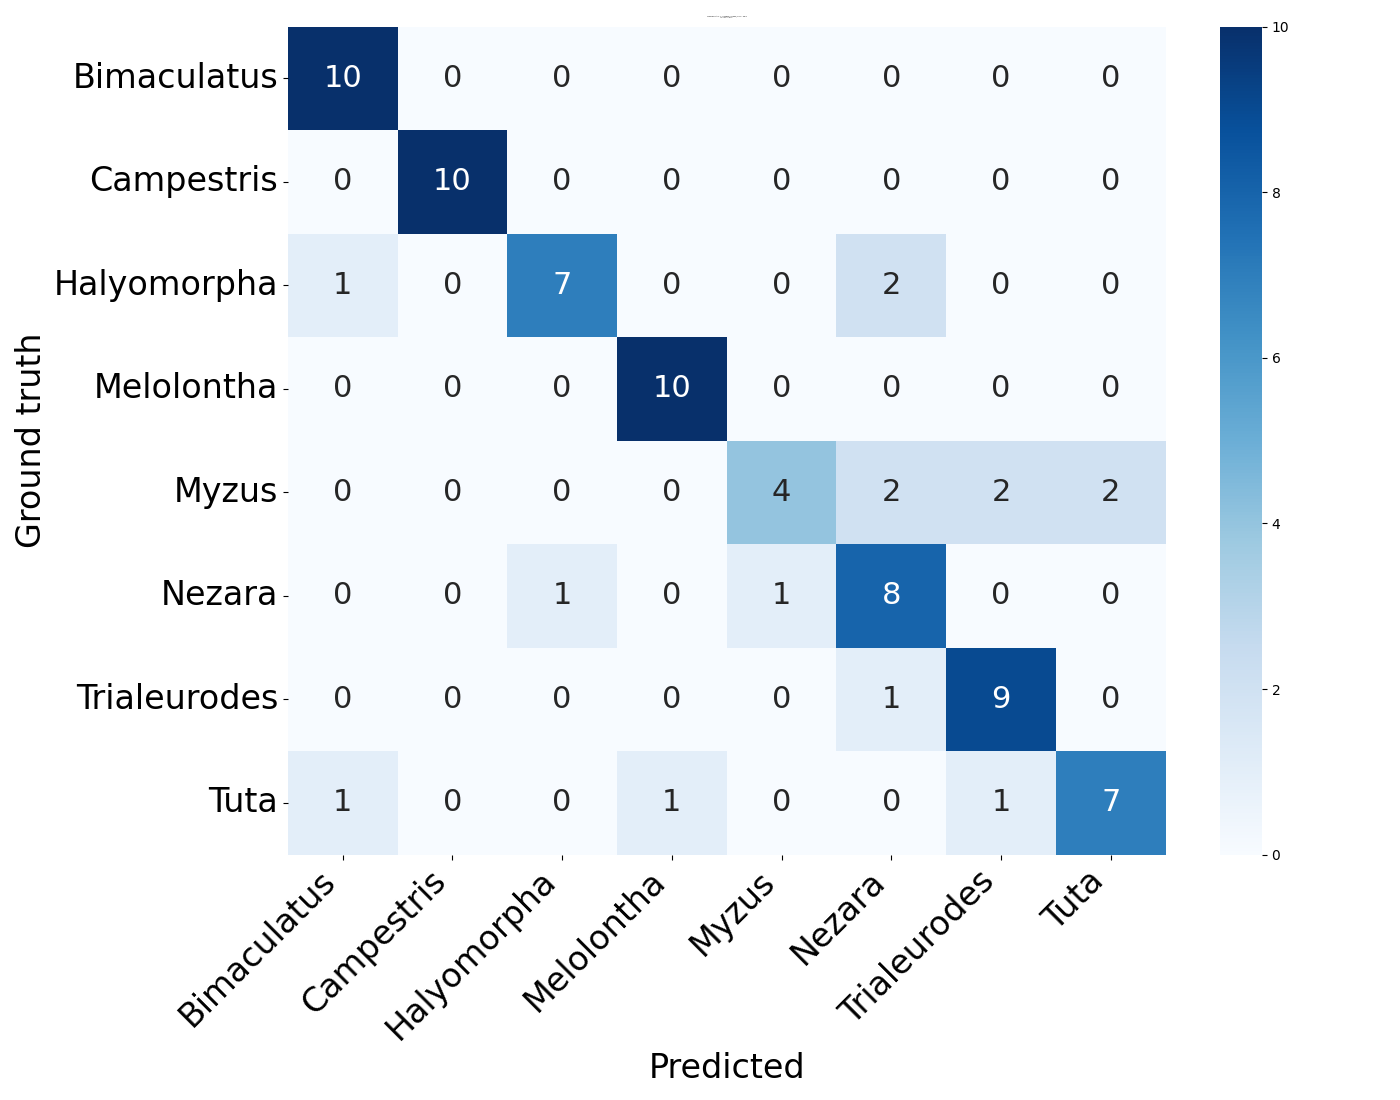 Bimaculatus 10 0 0 0 0 0 0 0
Campestris 0 10 0 0 0 0 0 0
Halyomorpha 1 0 7 0 0 2 0 0
Melolontha 0 0 0 10 0 0 0 0
Myzus 0 0 0 0 4 2 2 2
Nezara 0 0 1 0 1 8 0 0
Trialeurodes 0 0 0 0 0 1 9 0
Tuta 1 0 0 1 0 0 1 7
Ground truth
Bimaculatus Campestris Halyomorpha Melolontha Myzus Nezara Trialeurodes Tuta
Predicted
10
8
6
4
2
0